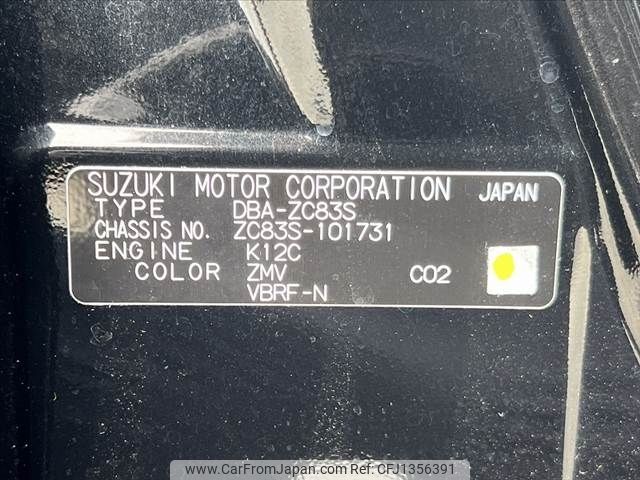 SUZUKI MOTOR CORPORATION JAPAN
TYPE DBA-ZC83S
CHASSIS NO. ZC83S-101731
ENGINE K12C
COLOR ZMV C02
VBRF-N
www.CarFromJapan.com - CFJ1356391